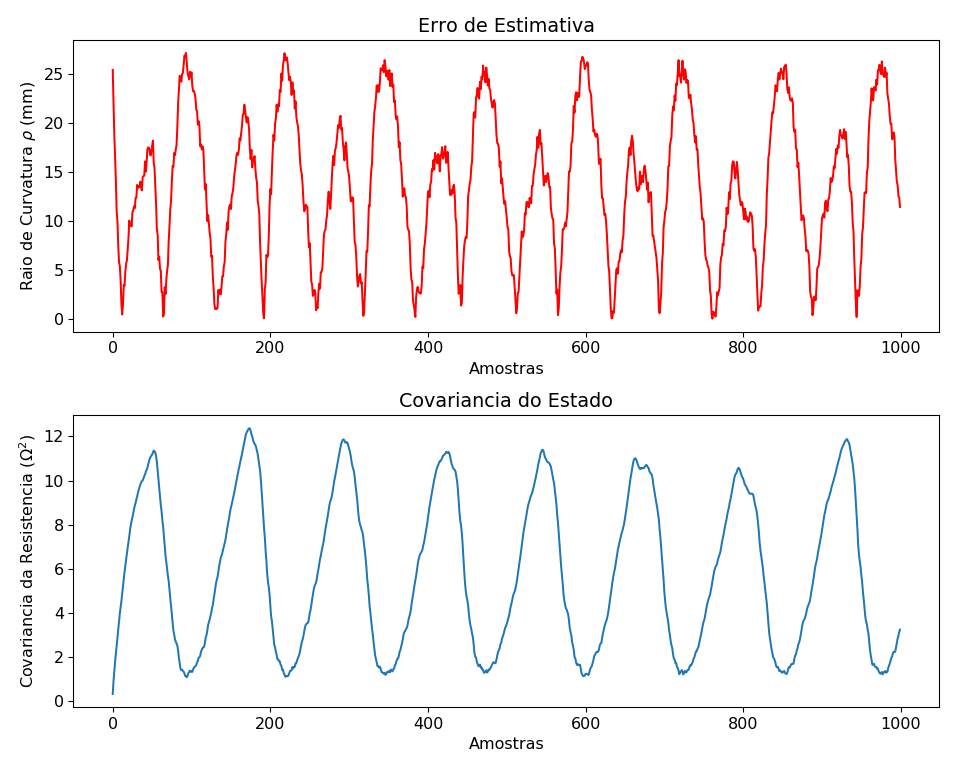 Erro de Estimativa
Raio de Curvatura ρ (mm)
25
20
15
10
5
0
0 200 400 600 800 1000
Amostras
Covariancia do Estado
Covariancia da Resistencia (Ω²)
12
10
8
6
4
2
0
0 200 400 600 800 1000
Amostras